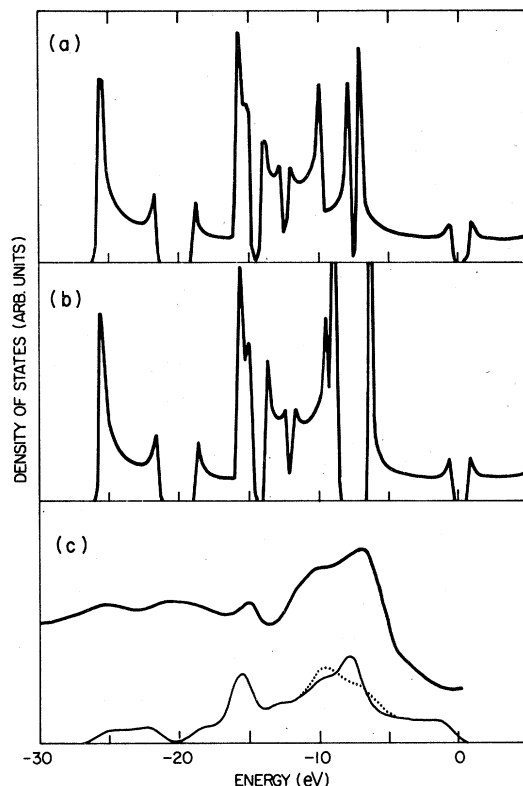 (a)
(b)
(c)
DENSITY OF STATES (ARB. UNITS)
-30 -20 -10 0
ENERGY (eV)